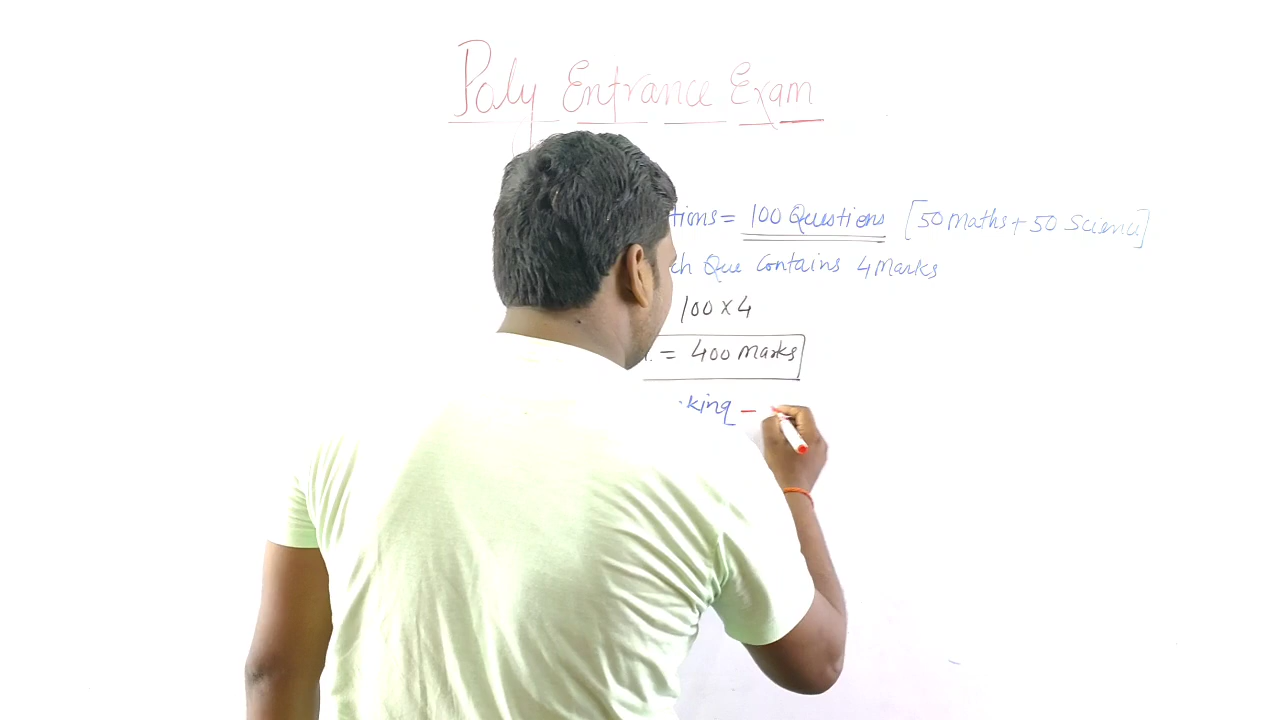 Poly Entrance Exam
tions = 100 Questions [50 Maths + 50 Science]
ch Que Contains 4 Marks
100 x 4
= 400 Marks
king -